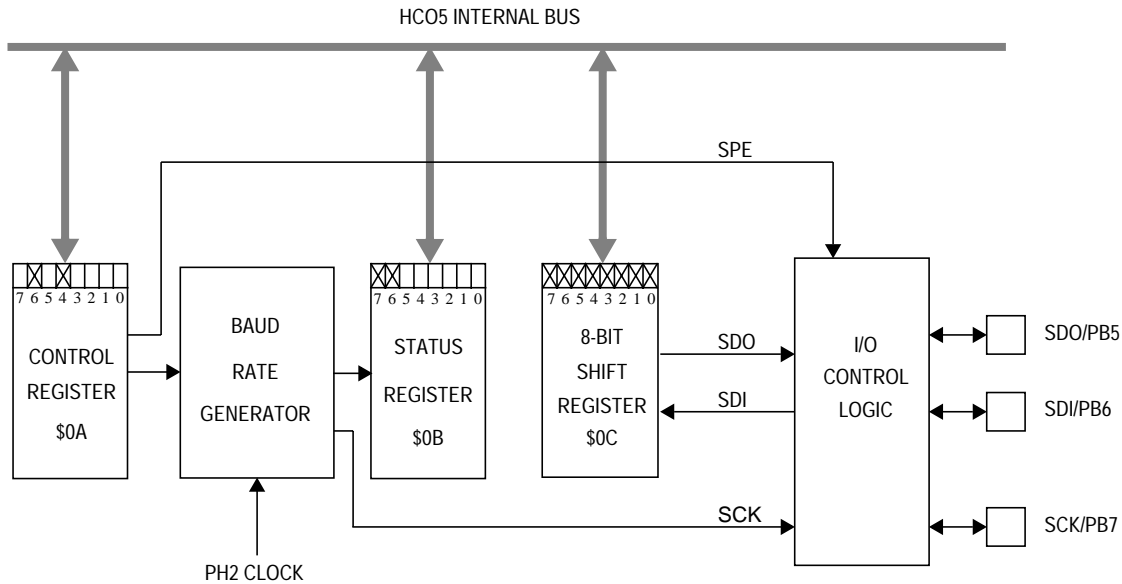 HCO5 INTERNAL BUS
SPE
7 6 5 4 3 2 1 0
CONTROL
REGISTER
$0A
BAUD
RATE
GENERATOR
7 6 5 4 3 2 1 0
STATUS
REGISTER
$0B
7 6 5 4 3 2 1 0
8-BIT
SHIFT
REGISTER
$0C
SDO
SDI
SCK
I/O
CONTROL
LOGIC
SDO/PB5
SDI/PB6
SCK/PB7
PH2 CLOCK